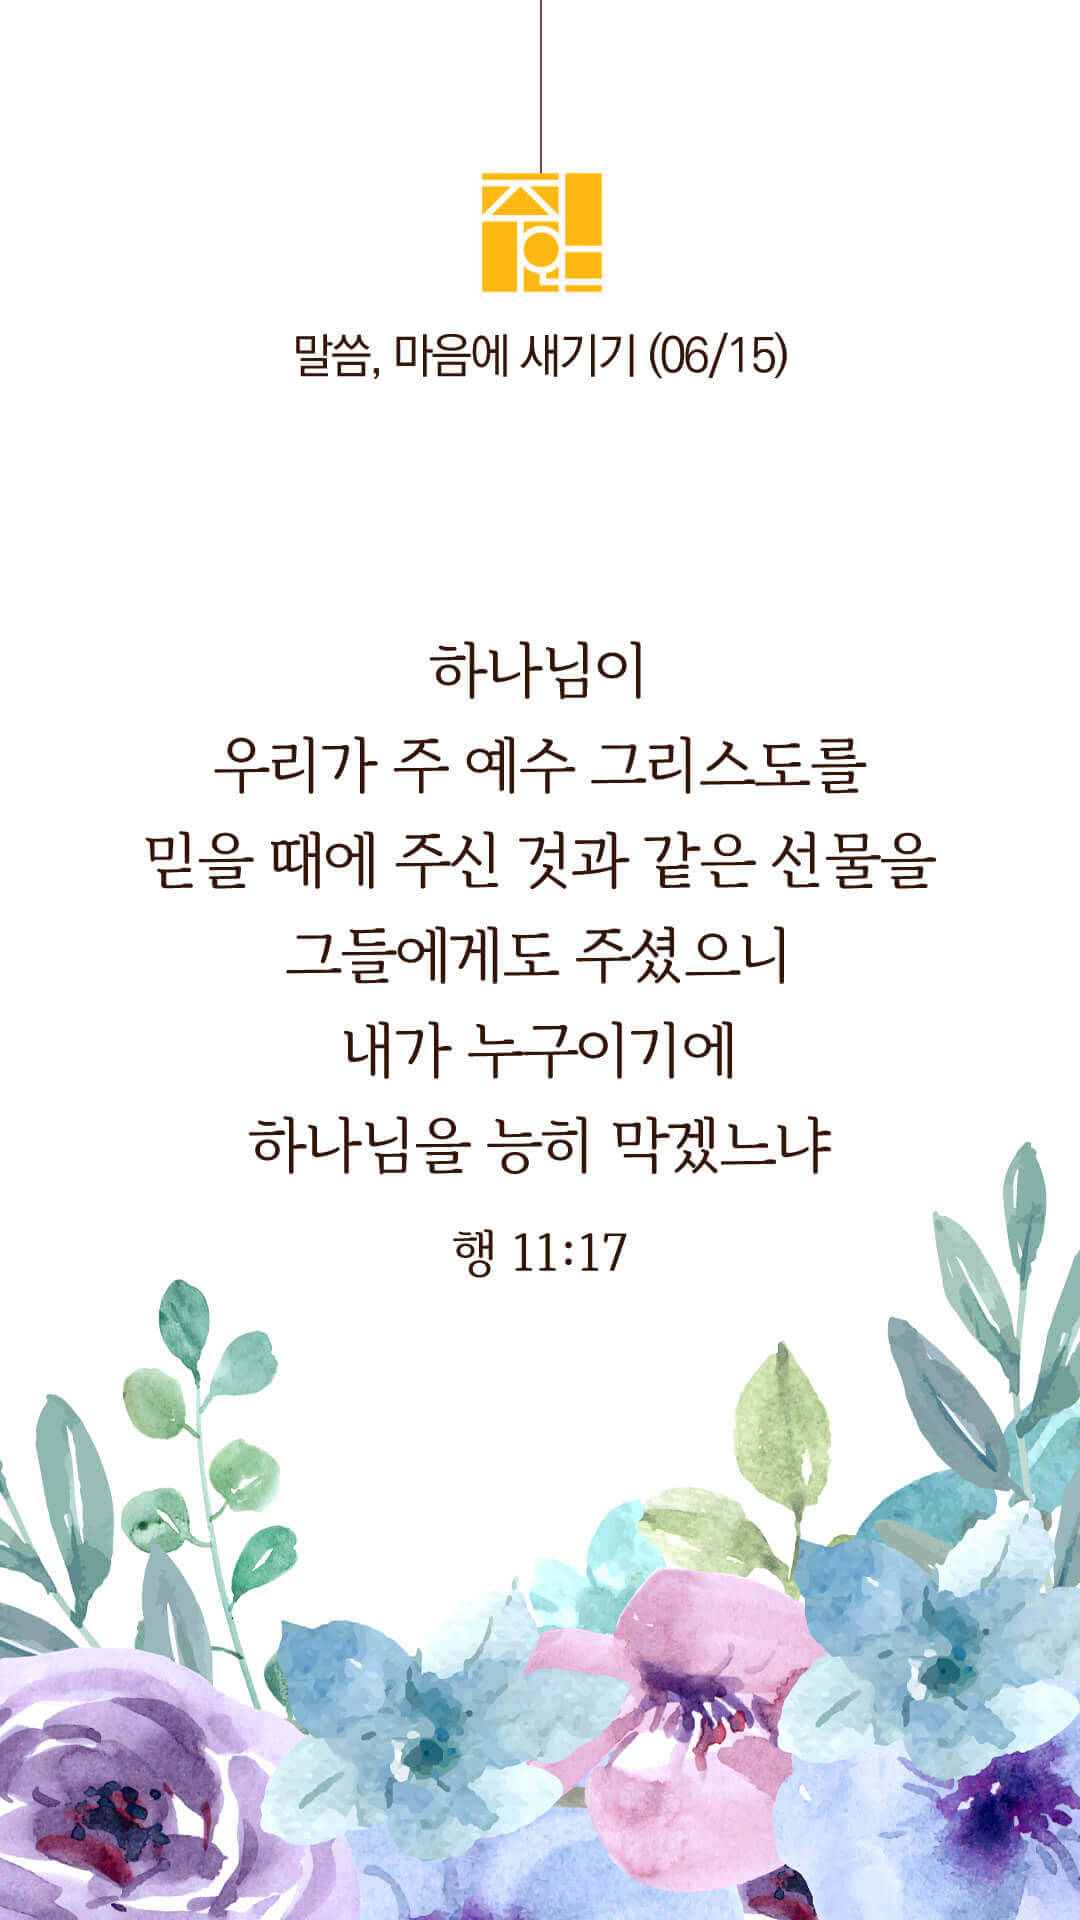 주안
말씀, 마음에 새기기 (06/15)
하나님이
우리가 주 예수 그리스도를
믿을 때에 주신 것과 같은 선물을
그들에게도 주셨으니
내가 누구이기에
하나님을 능히 막겠느냐
행 11:17